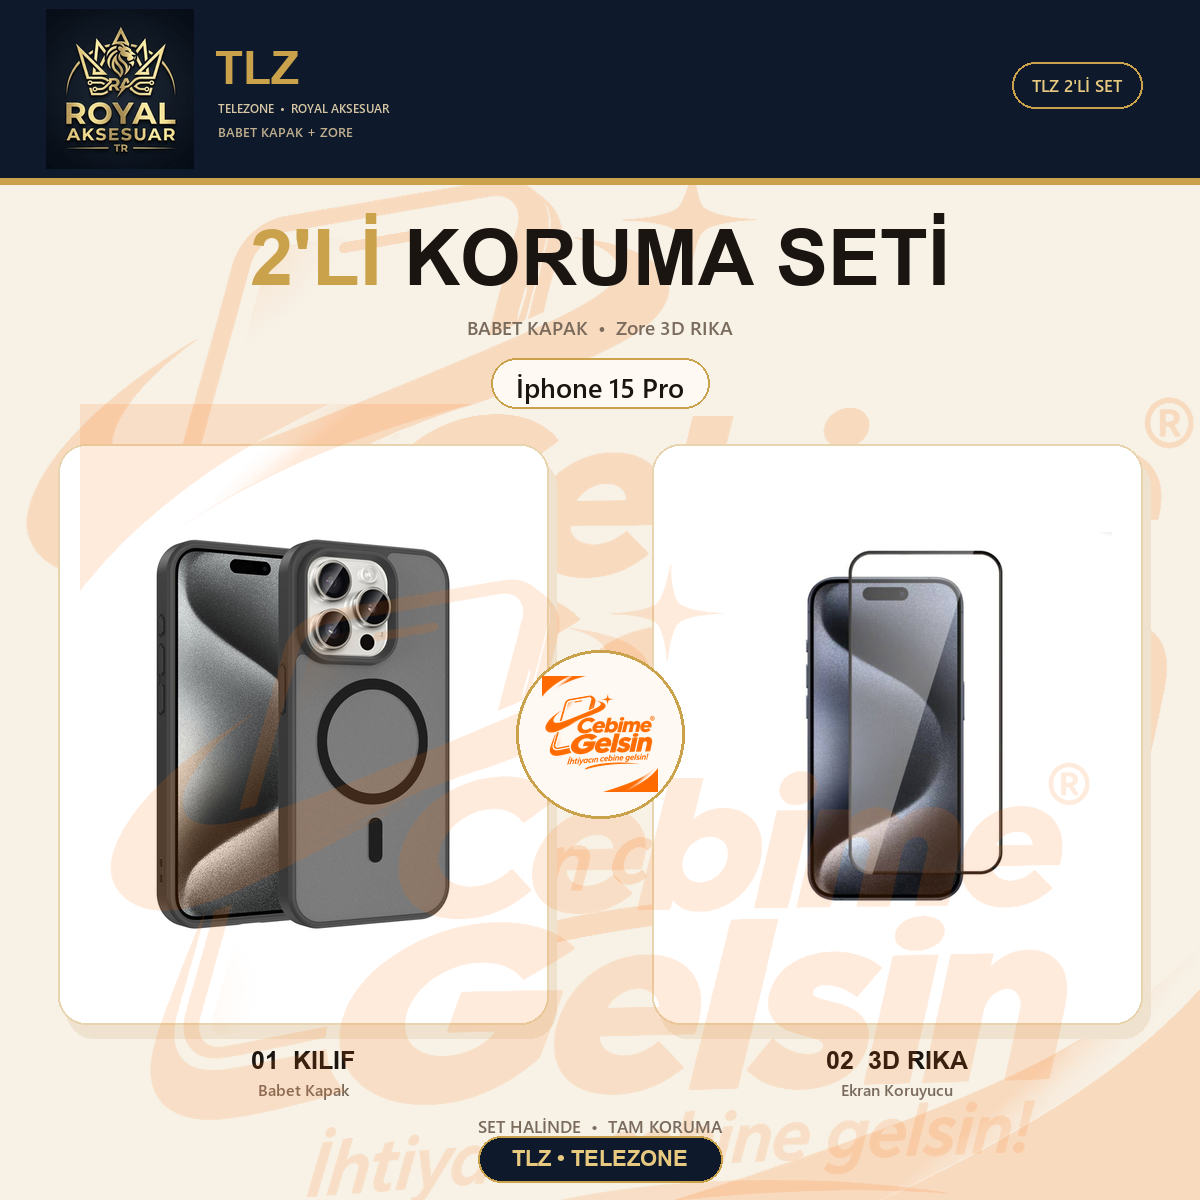 ROYAL
AKSESUAR
TR
TLZ
TELEZONE • ROYAL AKSESUAR
BABET KAPAK + ZORE
TLZ 2'Lİ SET
2'Lİ KORUMA SETİ
BABET KAPAK • Zore 3D RIKA
İphone 15 Pro
Cebime®
Gelsin
İhtiyacın cebine gelsin!
Cebime®
Gelsin
01 KILIF
Babet Kapak
02 3D RIKA
Ekran Koruyucu
SET HALİNDE • TAM KORUMA
TLZ • TELEZONE